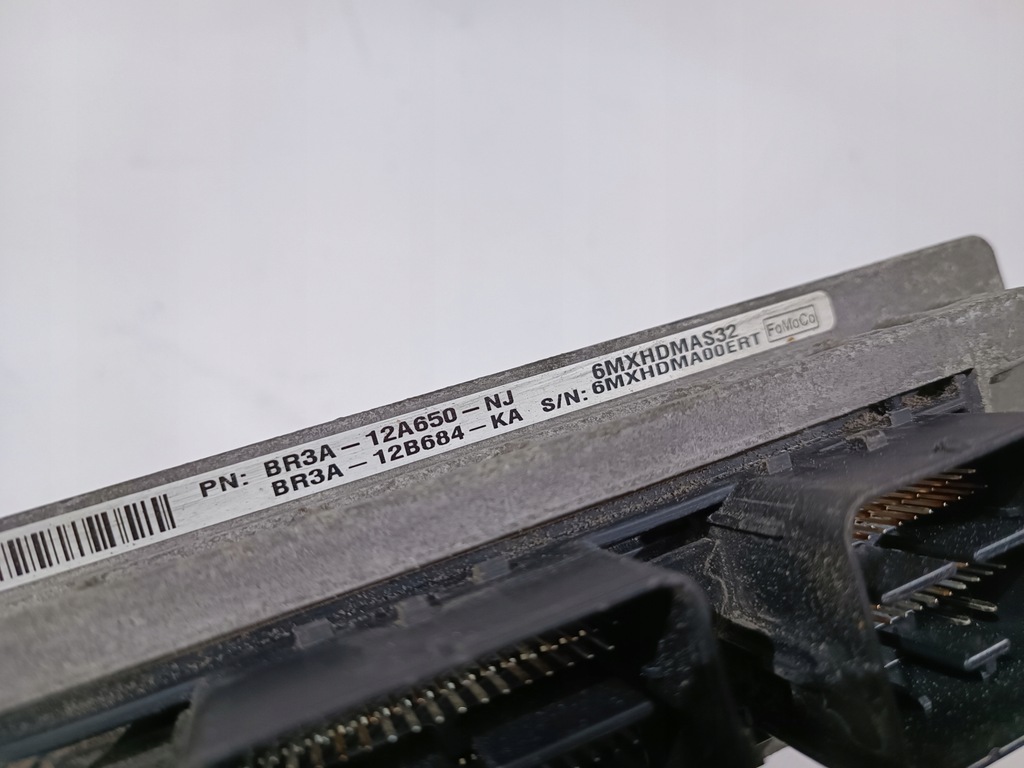 PN: BR3A-12A650-NJ
BR3A-12B684-KA
6MXHDMAS32
S/N: 6MXHDMA00ERT
FoMoCo